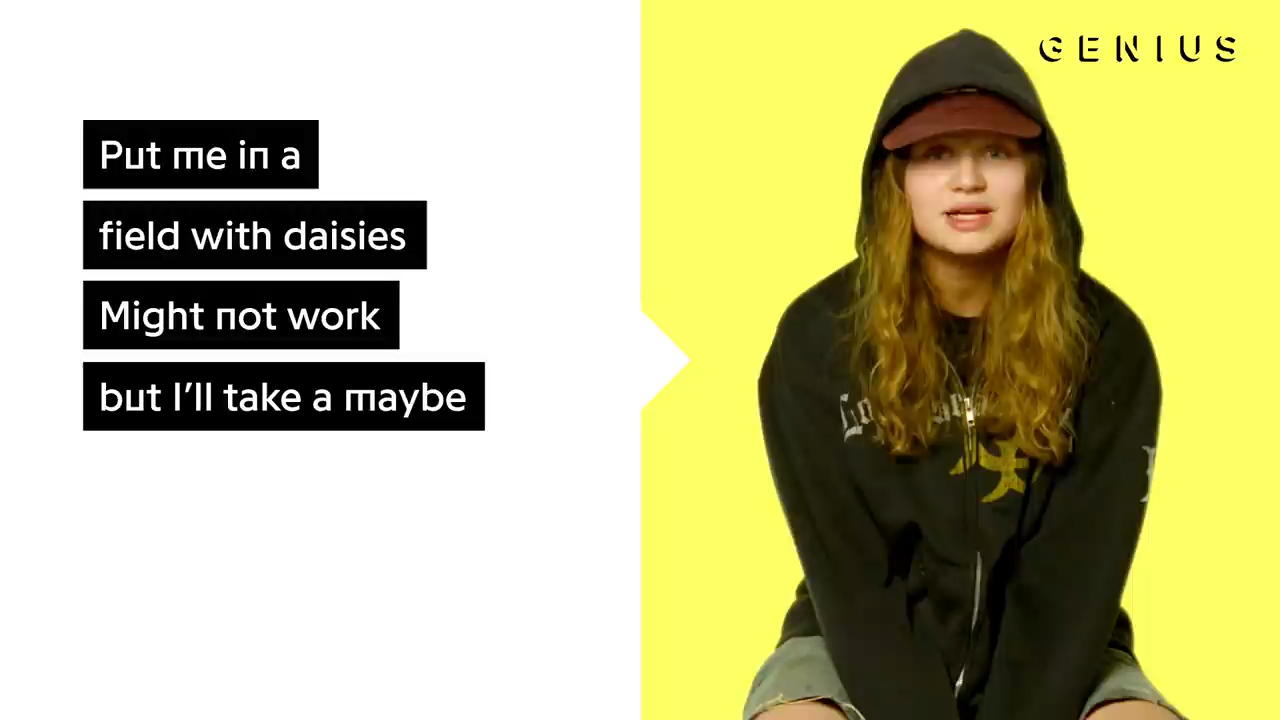 Put me in a
field with daisies
Might not work
but I'll take a maybe
GENIUS